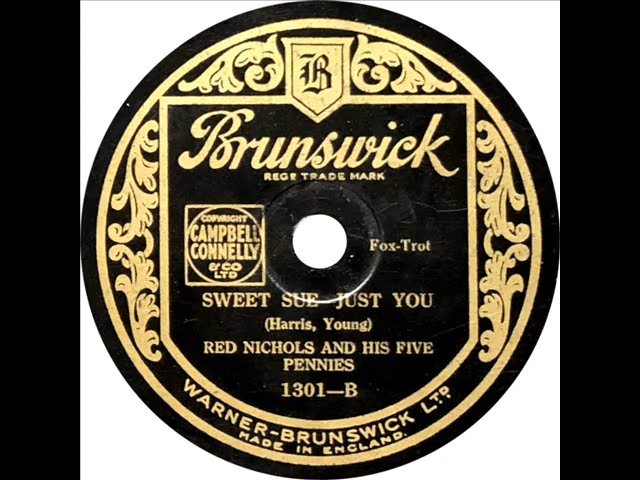 B
Brunswick
REGD TRADE MARK
COPYRIGHT
CAMPBELL
CONNELLY
& CO
LTD
Fox-Trot
SWEET SUE—JUST YOU
(Harris, Young)
RED NICHOLS AND HIS FIVE
PENNIES
1301—B
WARNER-BRUNSWICK LTD
MADE IN ENGLAND.